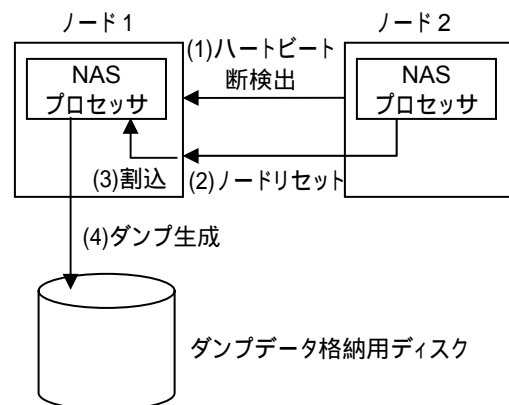 ノード1
ノード2
(1)ハートビート
断検出
NAS
プロセッサ
NAS
プロセッサ
(3)割込
(2)ノードリセット
(4)ダンプ生成
ダンプデータ格納用ディスク